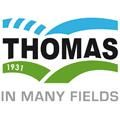 THOMAS
1931
IN MANY FIELDS